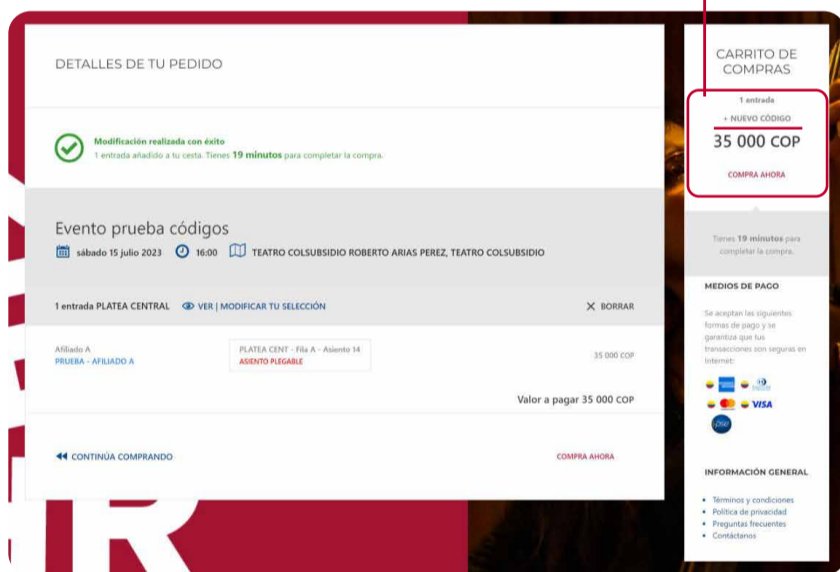 DETALLES DE TU PEDIDO
Modificación realizada con éxito
1 entrada añadido a tu cesta. Tienes 19 minutos para completar la compra.
Evento prueba códigos
sábado 15 julio 2023 16:00 TEATRO COLSUBSIDIO ROBERTO ARIAS PEREZ, TEATRO COLSUBSIDIO
1 entrada PLATEA CENTRAL VER | MODIFICAR TU SELECCIÓN BORRAR
Afiliado A
PRUEBA - AFILIADO A
PLATEA CENT - Fila A - Asiento 14
ASIENTO PLEGABLE
35 000 COP
Valor a pagar 35 000 COP
CONTINÚA COMPRANDO
COMPRA AHORA
CARRITO DE
COMPRAS
1 entrada
+ NUEVO CÓDIGO
35 000 COP
COMPRA AHORA
Tienes 19 minutos para
completar la compra.
MEDIOS DE PAGO
Se aceptan las siguientes
formas de pago y se
garantiza que tus
transacciones son seguras en
Internet:
VISA
pse
INFORMACIÓN GENERAL
Términos y condiciones
Política de privacidad
Preguntas frecuentes
Contáctanos